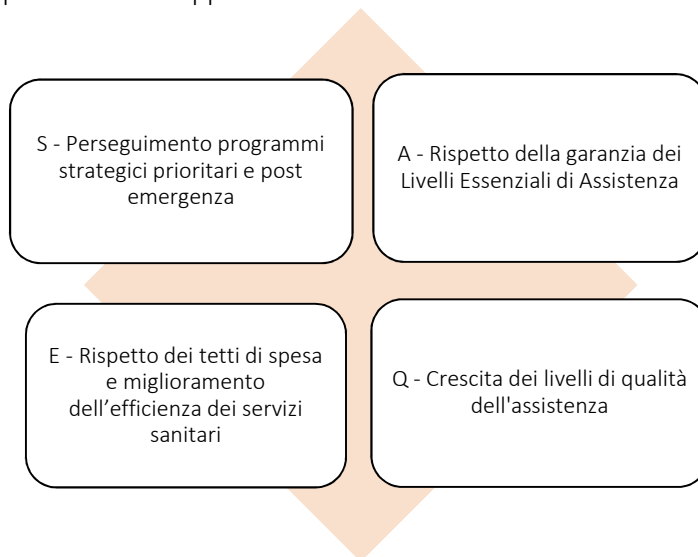 S - Perseguimento programmi
strategici prioritari e post
emergenza
A - Rispetto della garanzia dei
Livelli Essenziali di Assistenza
E - Rispetto dei tetti di spesa
e miglioramento
dell’efficienza dei servizi
sanitari
Q - Crescita dei livelli di qualità
dell'assistenza